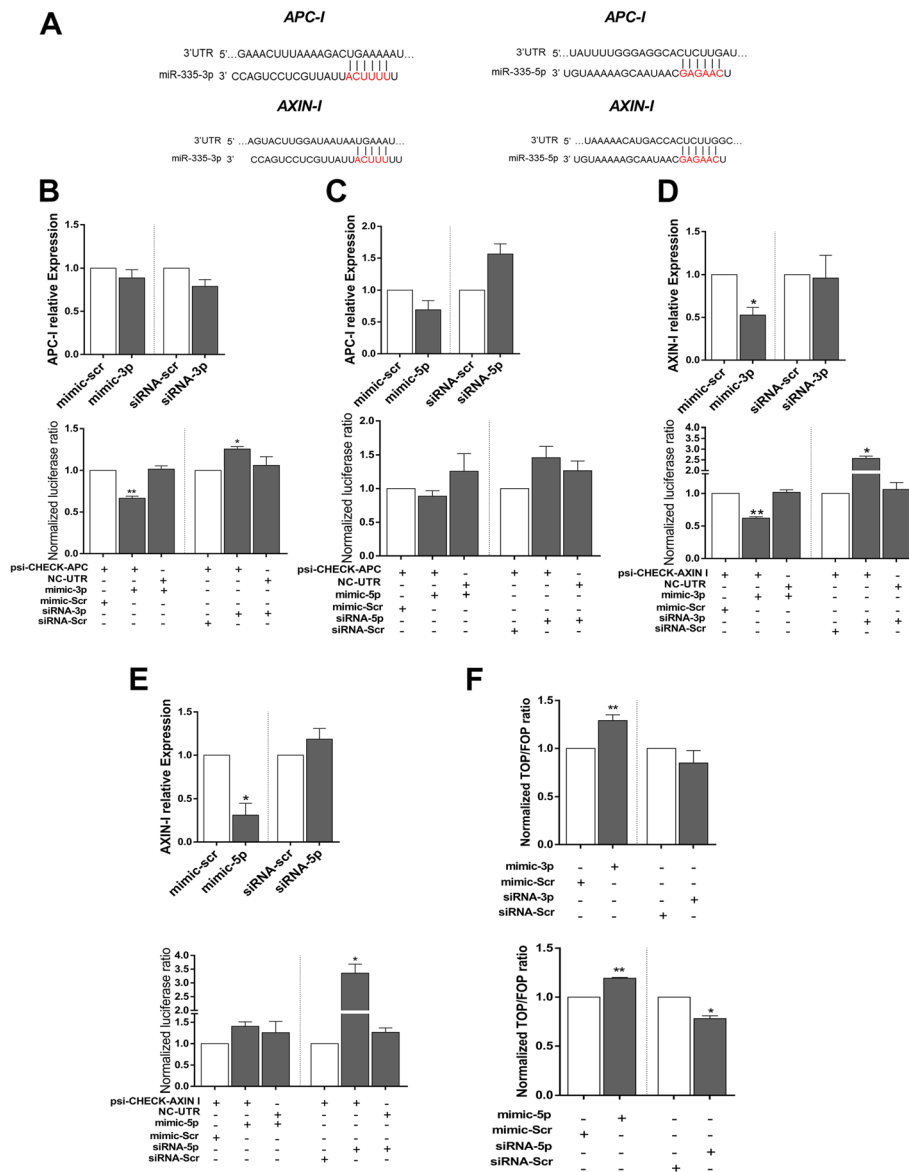 A
APC-I
3'UTR 5' ...GAAACUUUAAAAGACUGAAAAAU...
miR-335-3p 3' CCAGUCCUCGUUAUUACUUUUU
APC-I
3'UTR 5'...UAUUUUGGGAGGCACUCUUGAU...
miR-335-5p 3' UGUAAAAAGCAAUAACGAGAACU
AXIN-I
3'UTR 5' ...AGUACUUGGAUAAUAAUGAAAU...
miR-335-3p 3' CCAGUCCUCGUUAUUACUUUUU
AXIN-I
3'UTR 5' ...UAAAAACAUGACCACUCUUGGC...
miR-335-5p 3' UGUAAAAAGCAAUAACGAGAACU
B
APC-I relative Expression
1.5
1.0
0.5
0.0
mimic-scr
mimic-3p
siRNA-scr
siRNA-3p
Normalized luciferase ratio
1.5
1.0
0.5
0.0
** *
psi-CHECK-APC + + - + + -
NC-UTR - - + - - +
mimic-3p - + + - - -
mimic-Scr + - - - - -
siRNA-3p - - - - + +
siRNA-Scr - - - + - -
C
APC-I relative Expression
2.0
1.5
1.0
0.5
0.0
mimic-scr
mimic-5p
siRNA-scr
siRNA-5p
Normalized luciferase ratio
2.0
1.5
1.0
0.5
0.0
psi-CHECK-APC + + - + + -
NC-UTR - - + - - +
mimic-5p - + + - - -
mimic-Scr + - - - - -
siRNA-5p - - - - + +
siRNA-Scr - - - + - -
D
AXIN-I relative Expression
1.5
1.0
0.5
0.0
*
mimic-scr
mimic-3p
siRNA-scr
siRNA-3p
Normalized luciferase ratio
4.0
3.5
3.0
2.5
2.0
1.5
1.0
0.5
0.0
** *
psi-CHECK-AXIN I + + - + + -
NC-UTR - - + - - +
mimic-3p - + + - - -
mimic-Scr + - - - - -
siRNA-3p - - - - + +
siRNA-Scr - - - + - -
E
AXIN-I relative Expression
1.5
1.0
0.5
0.0
*
mimic-scr
mimic-5p
siRNA-scr
siRNA-5p
Normalized luciferase ratio
4.0
3.5
3.0
2.5
2.0
1.5
1.0
0.5
0.0
*
psi-CHECK-AXIN I + + - + + -
NC-UTR - - + - - +
mimic-5p - + + - - -
mimic-Scr + - - - - -
siRNA-5p - - - - + +
siRNA-Scr - - - + - -
F
Normalized TOP/FOP ratio
1.5
1.0
0.5
0.0
**
mimic-3p - + - -
mimic-Scr + - - -
siRNA-3p - - - +
siRNA-Scr - - + -
Normalized TOP/FOP ratio
1.5
1.0
0.5
0.0
** *
mimic-5p - + - -
mimic-Scr + - - -
siRNA-5p - - - +
siRNA-Scr - - + -